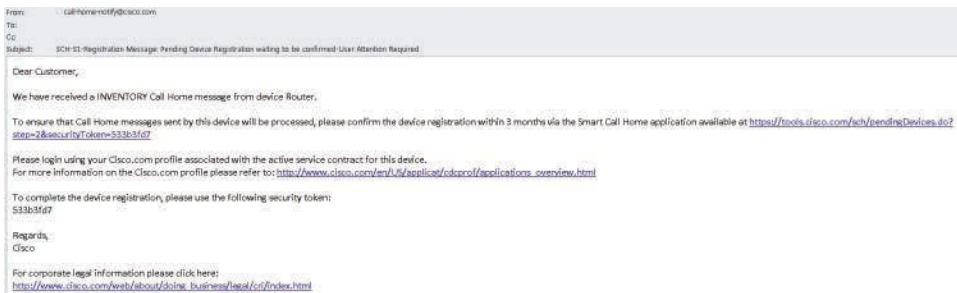 From: call-home-notify@cisco.com
To:
Cc:
Subject: SCH-S1-Registration Message: Pending Device Registration waiting to be confirmed-User Attention Required
Dear Customer,
We have received a INVENTORY Call Home message from device Router.
To ensure that Call Home messages sent by this device will be processed, please confirm the device registration within 3 months via the Smart Call Home application available at https://tools.cisco.com/sch/pendingDevices.do?
step=2&securityToken=533b3fd7
Please login using your Cisco.com profile associated with the active service contract for this device.
For more information on the Cisco.com profile please refer to: http://www.cisco.com/en/US/applicat/cdcprof/applications_overview.html
To complete the device registration, please use the following security token:
533b3fd7
Regards,
Cisco
For corporate legal information please click here:
http://www.cisco.com/web/about/doing_business/legal/cri/index.html